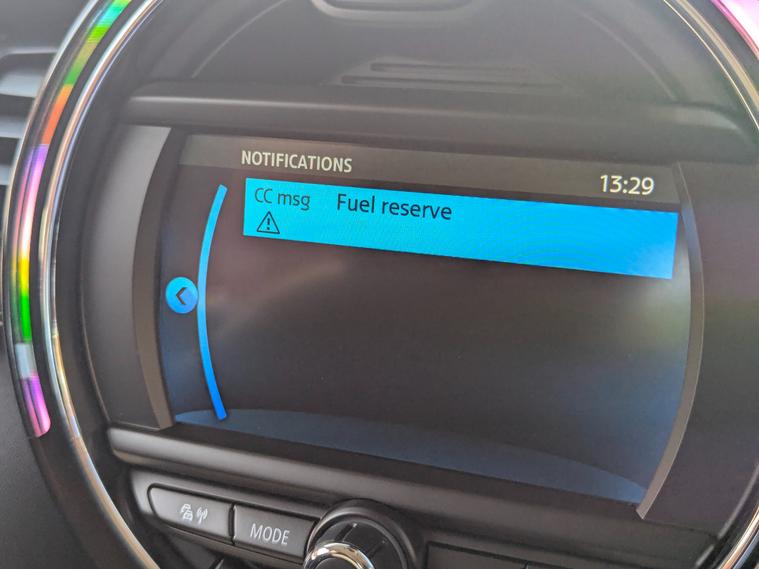 NOTIFICATIONS
13:29
CC msg Fuel reserve
MODE